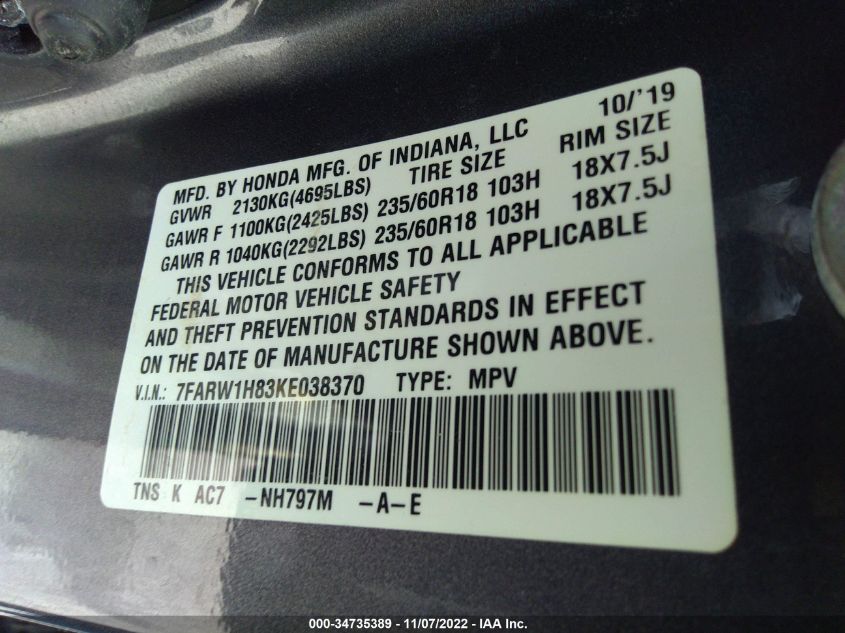 10/'19
MFD. BY HONDA MFG. OF INDIANA, LLC
GVWR 2130KG(4695LBS) TIRE SIZE RIM SIZE
GAWR F 1100KG(2425LBS) 235/60R18 103H 18X7.5J
GAWR R 1040KG(2292LBS) 235/60R18 103H 18X7.5J
THIS VEHICLE CONFORMS TO ALL APPLICABLE
FEDERAL MOTOR VEHICLE SAFETY
AND THEFT PREVENTION STANDARDS IN EFFECT
ON THE DATE OF MANUFACTURE SHOWN ABOVE.
V.I.N.: 7FARW1H83KE038370 TYPE: MPV
TNS K AC7 -NH797M -A-E
000-34735389 - 11/07/2022 - IAA Inc.